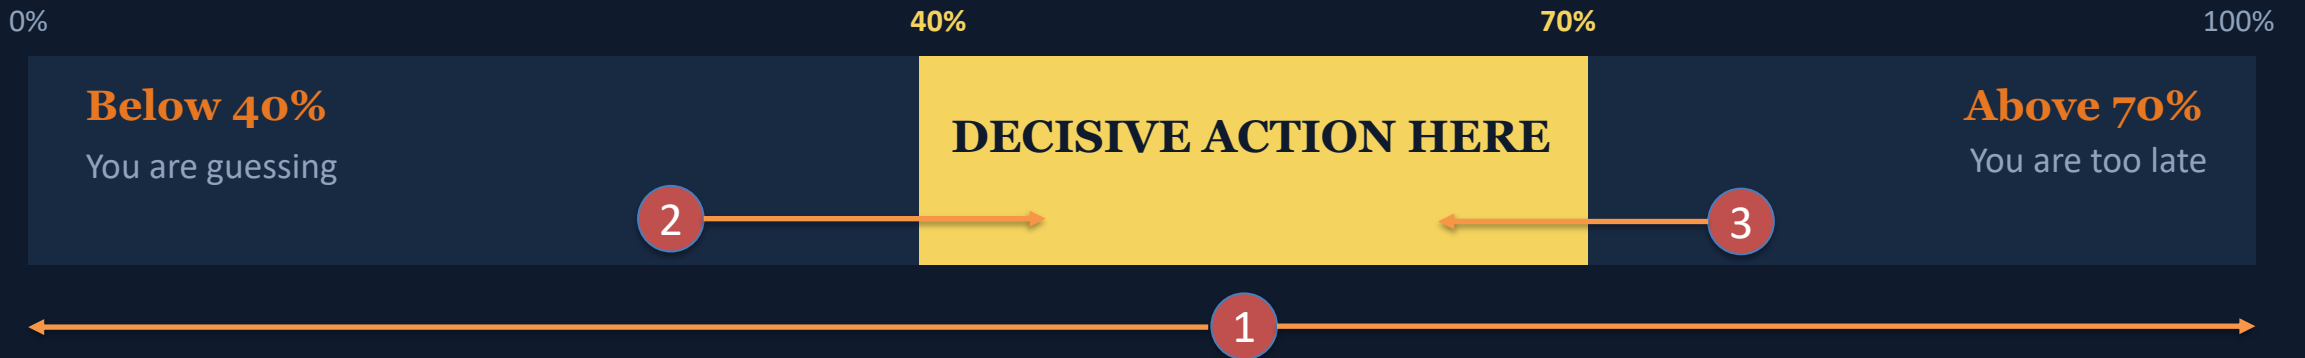 0%
40%
70%
100%
Below 40%
You are guessing
DECISIVE ACTION HERE
Above 70%
You are too late
2
3
1